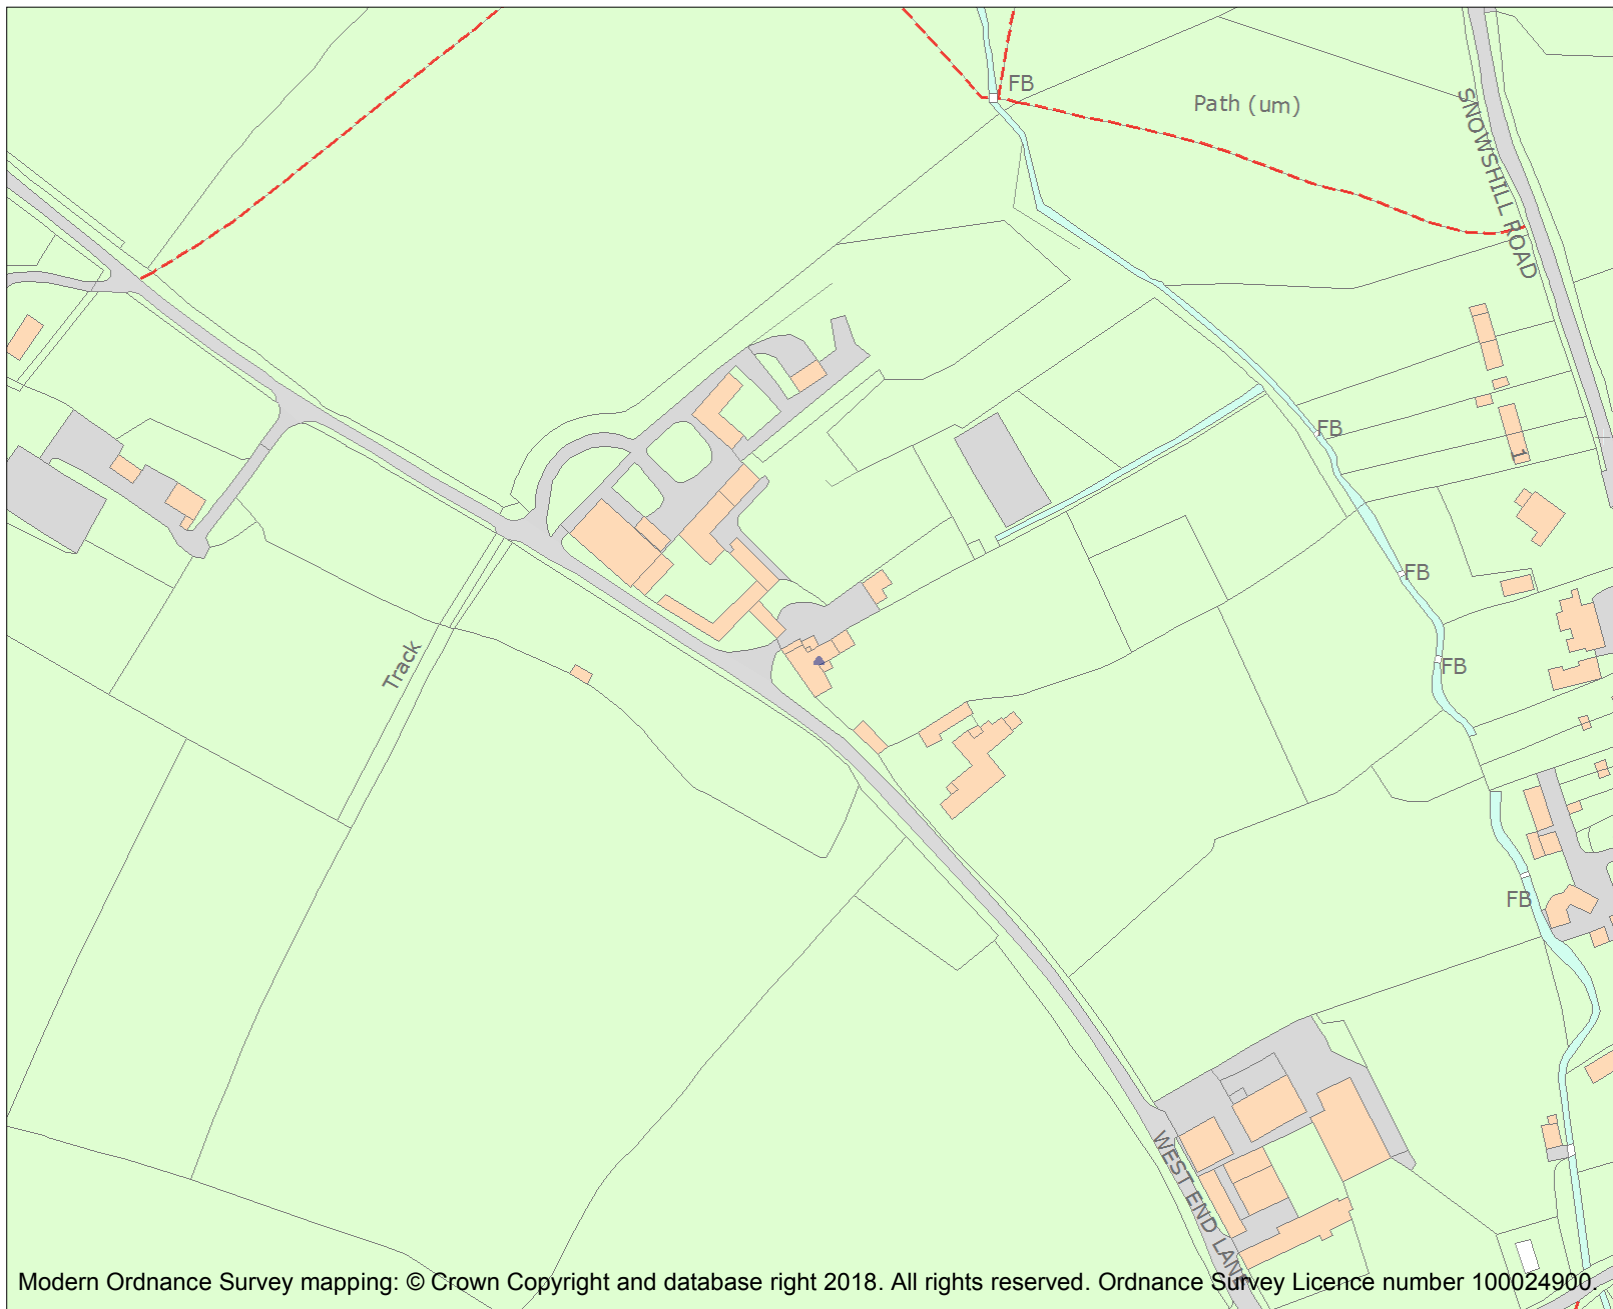 FB
Path (um)
SNOWSHILL ROAD
FB
1
FB
Track
FB
FB
WEST END LANE
Modern Ordnance Survey mapping: © Crown Copyright and database right 2018. All rights reserved. Ordnance Survey Licence number 100024900.